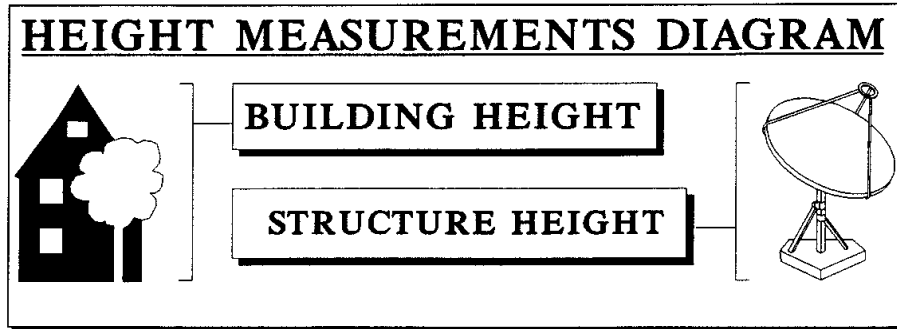 HEIGHT MEASUREMENTS DIAGRAM
BUILDING HEIGHT
STRUCTURE HEIGHT